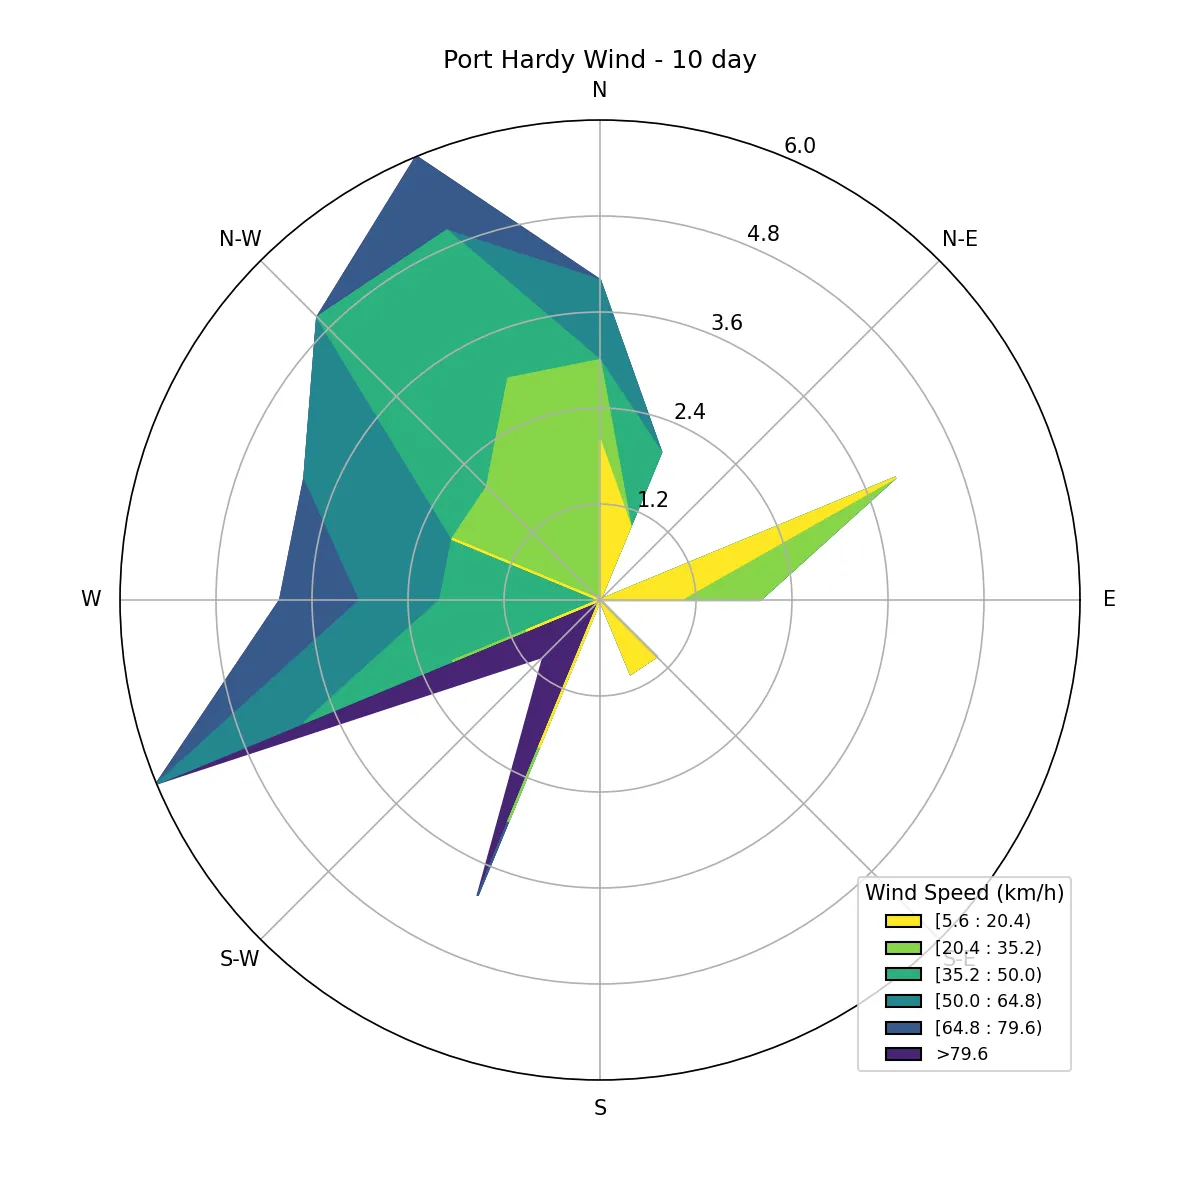 Port Hardy Wind - 10 day
N
6.0
N-W
4.8
N-E
3.6
2.4
1.2
W
E
S-W
S-E
S
Wind Speed (km/h)
[5.6 : 20.4)
[20.4 : 35.2)
[35.2 : 50.0)
[50.0 : 64.8)
[64.8 : 79.6)
>79.6